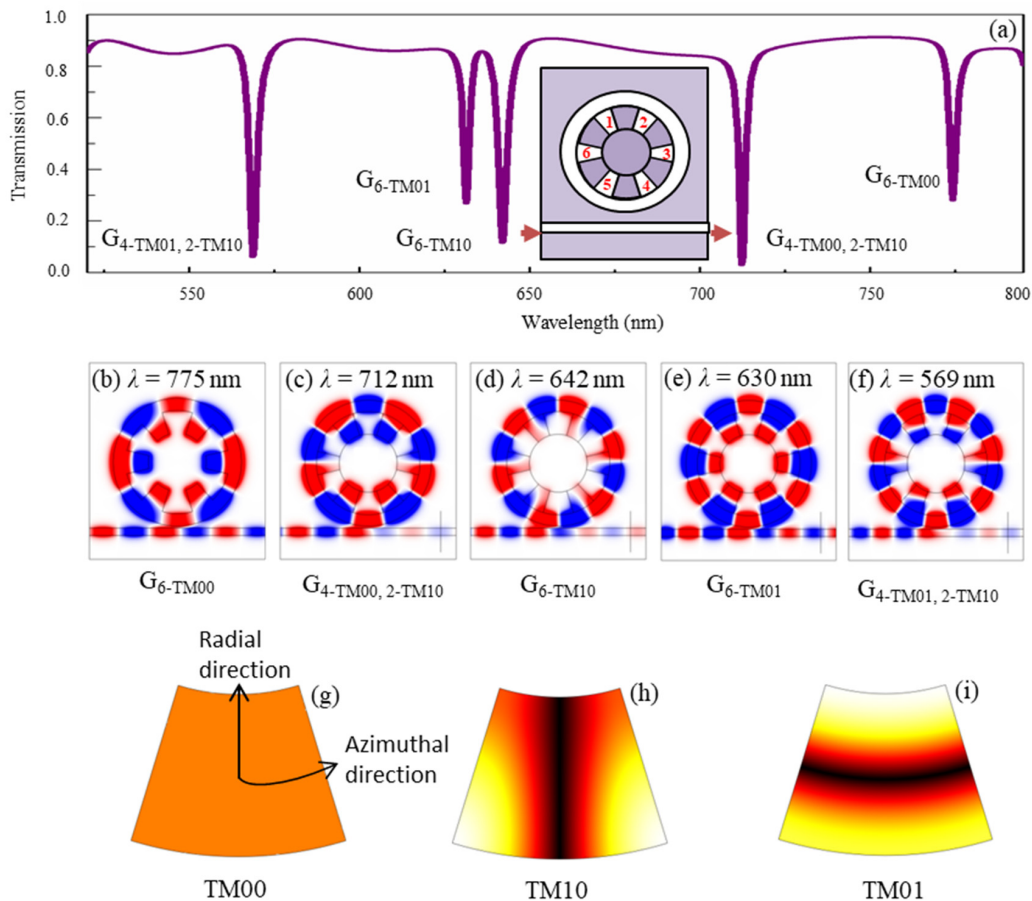 (a)
1.0
0.8
0.6
0.4
0.2
0.0
Transmission
G4-TM01, 2-TM10
G6-TM01
G6-TM10
1
2
3
4
5
6
G4-TM00, 2-TM10
G6-TM00
550
600
650
700
750
800
Wavelength (nm)
(b) λ = 775 nm
(c) λ = 712 nm
(d) λ = 642 nm
(e) λ = 630 nm
(f) λ = 569 nm
G6-TM00
G4-TM00, 2-TM10
G6-TM10
G6-TM01
G4-TM01, 2-TM10
Radial
direction
(g)
Azimuthal
direction
TM00
(h)
TM10
(i)
TM01